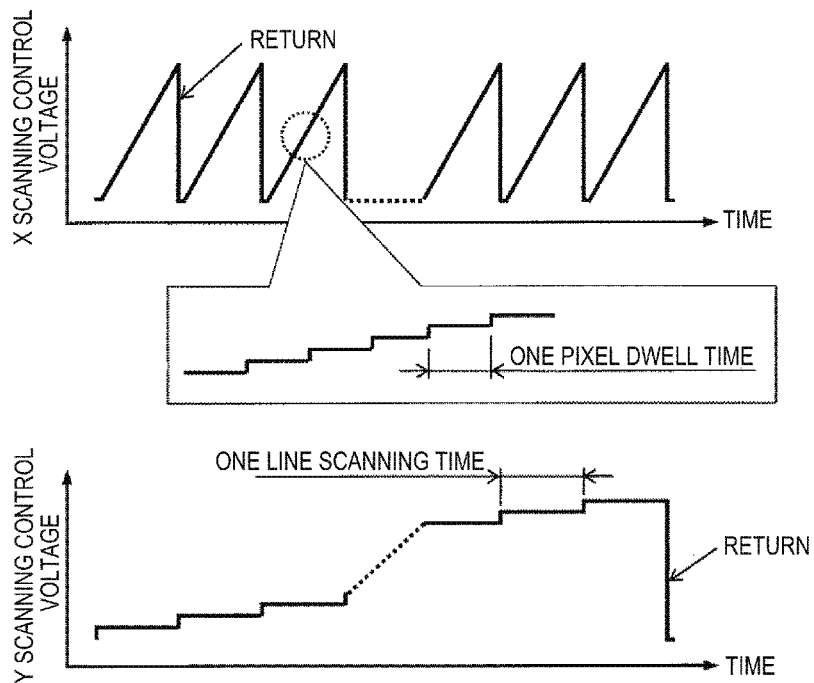 X SCANNING CONTROL
VOLTAGE
RETURN
TIME
ONE PIXEL DWELL TIME
Y SCANNING CONTROL
VOLTAGE
ONE LINE SCANNING TIME
RETURN
TIME